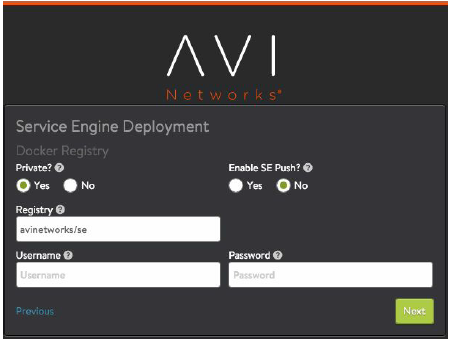 AVI
Networks®
Service Engine Deployment
Docker Registry
Private? Enable SE Push?
Yes No Yes No
Registry
avinetworks/se
Username Password
Username Password
Previous Next